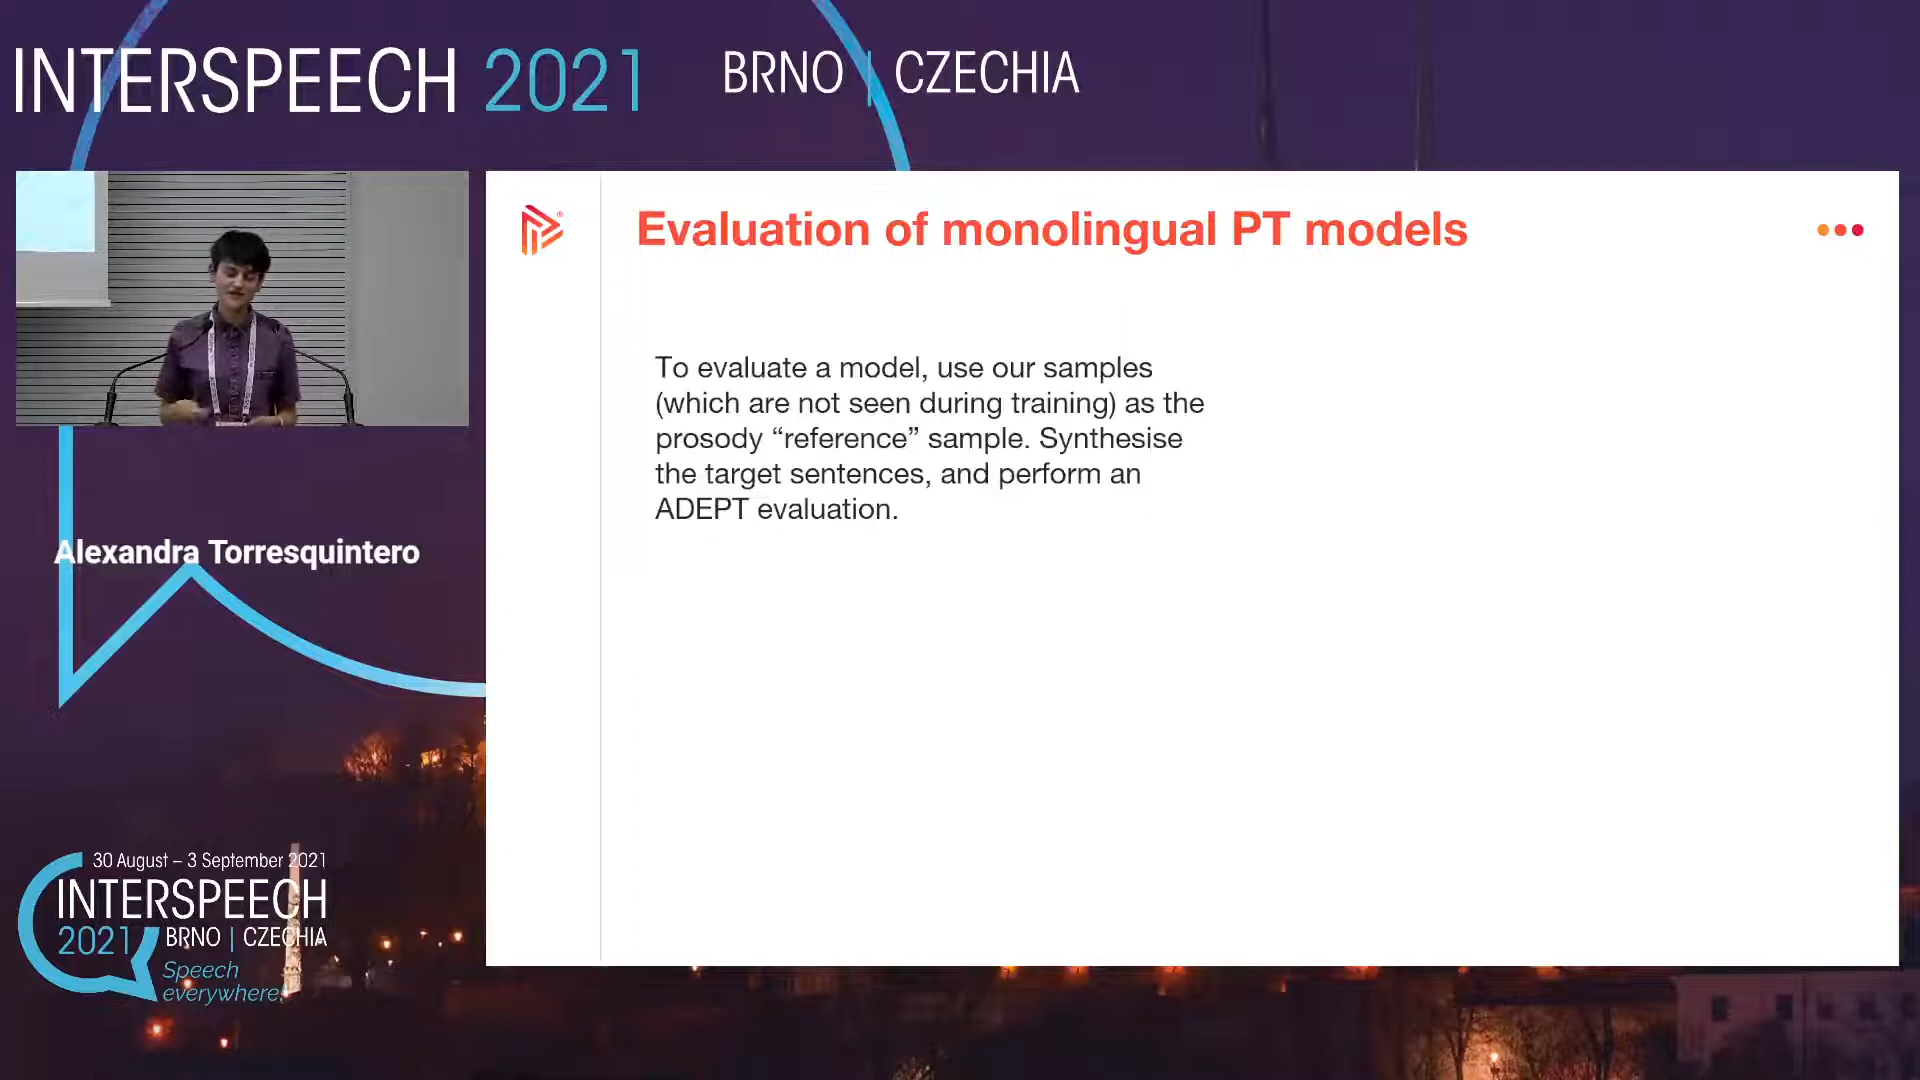 INTERSPEECH 2021 BRNO | CZECHIA
Evaluation of monolingual PT models
To evaluate a model, use our samples
(which are not seen during training) as the
prosody “reference” sample. Synthesise
the target sentences, and perform an
ADEPT evaluation.
Alexandra Torresquintero
30 August – 3 September 2021
INTERSPEECH
2021 BRNO | CZECHIA
Speech
everywhere!